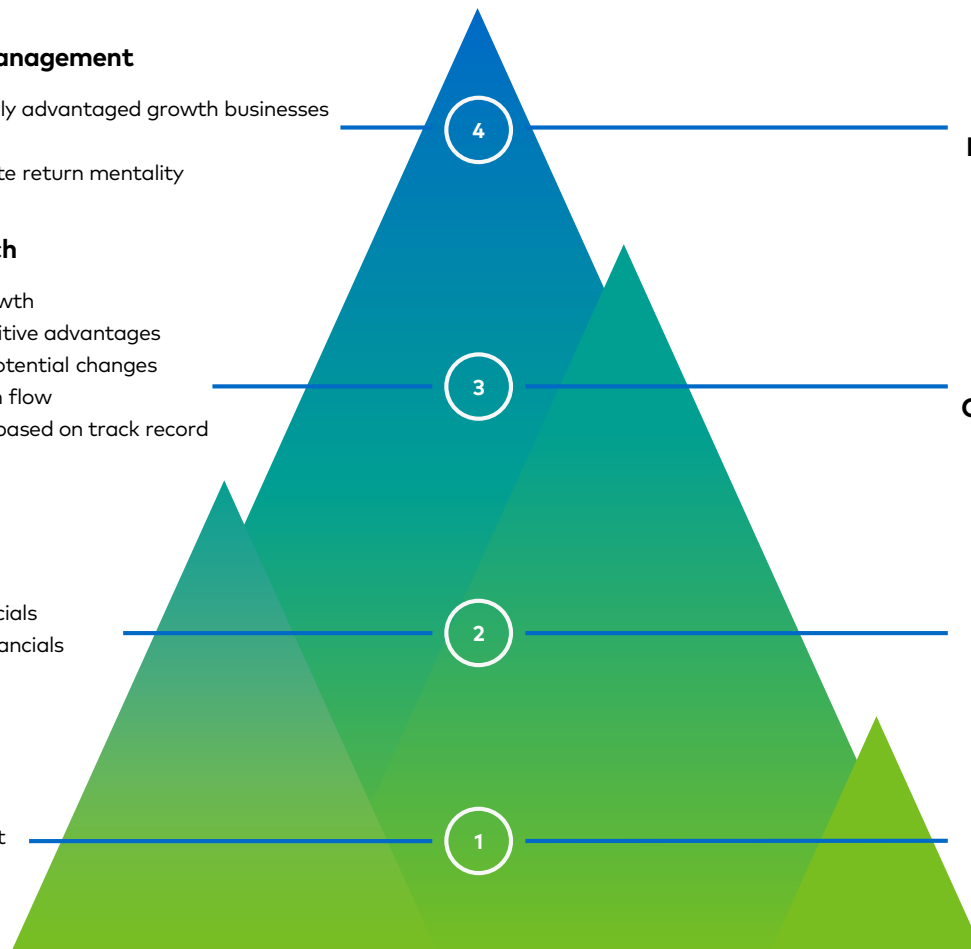 anagement
ly advantaged growth businesses
4
te return mentality
ch
wth
itive advantages
otential changes
3
n flow
based on track record
cials
2
ancials
1
t